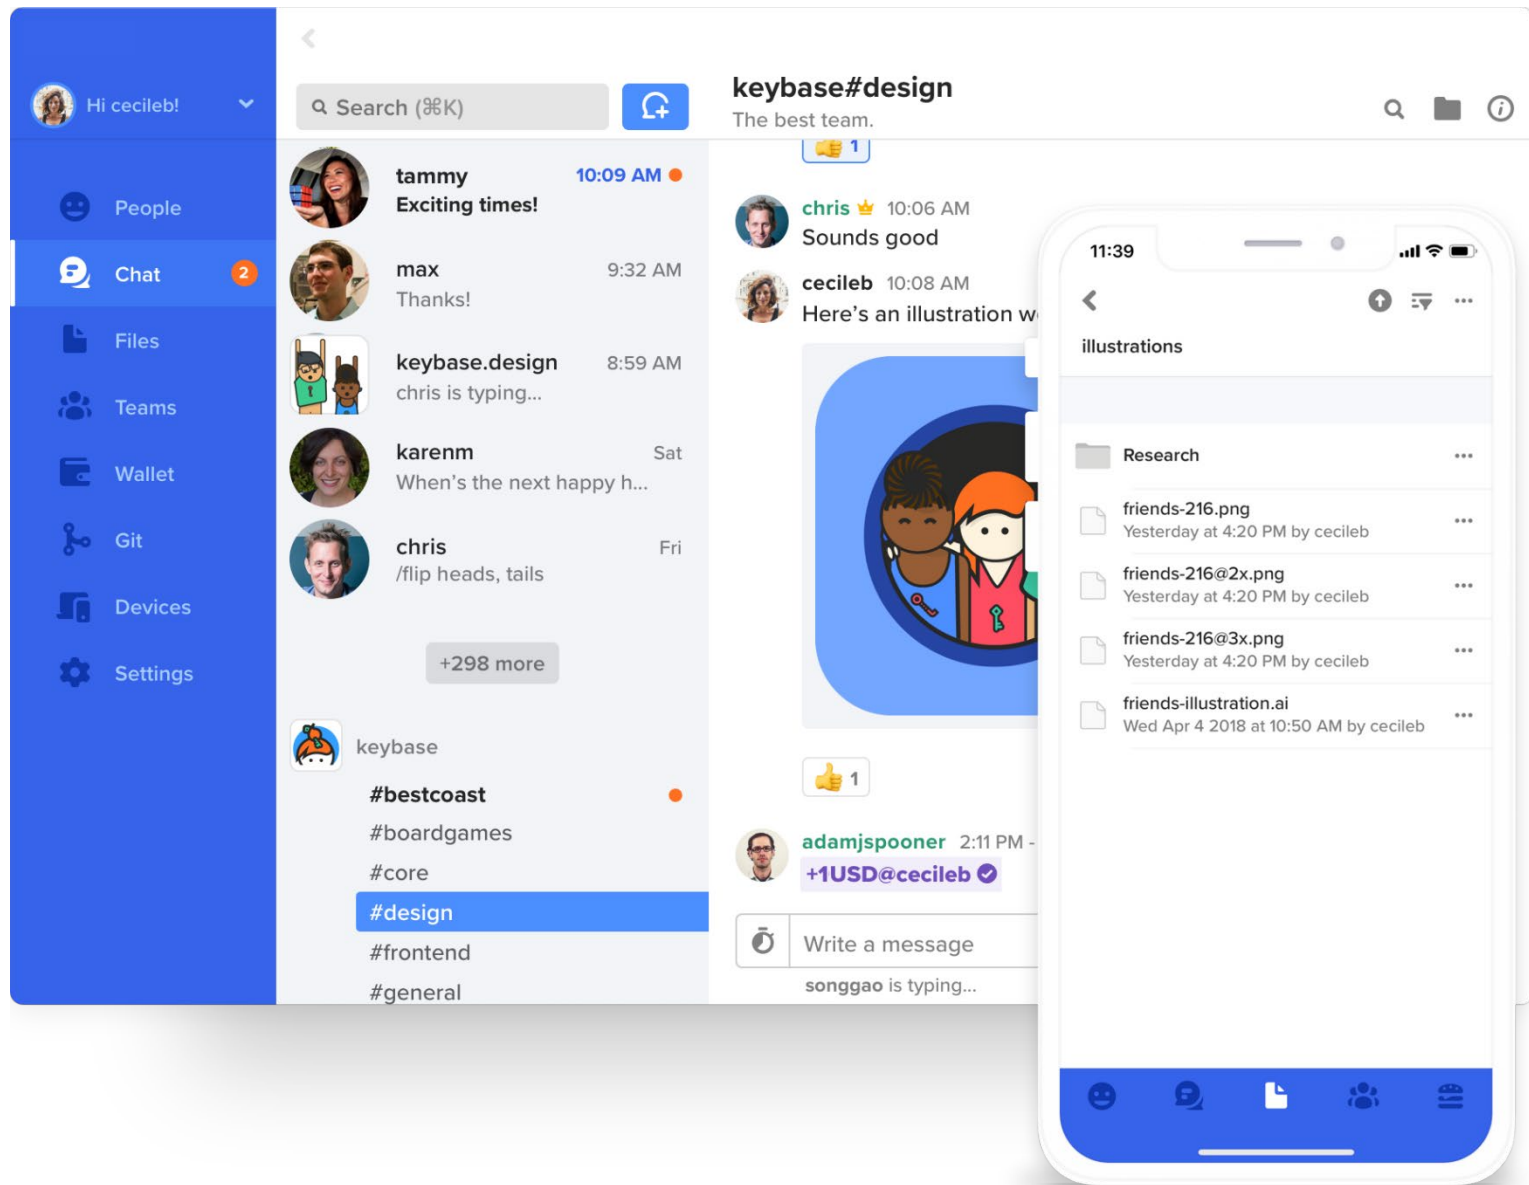 Hi cecileb!
People
Chat
2
Files
Teams
Wallet
Git
Devices
Settings
Search (⌘K)
tammy
10:09 AM
Exciting times!
max
9:32 AM
Thanks!
keybase.design
8:59 AM
chris is typing...
karenm
Sat
When's the next happy h...
chris
Fri
/flip heads, tails
+298 more
keybase
#bestcoast
#boardgames
#core
#design
#frontend
#general
keybase#design
The best team.
1
chris 10:06 AM
Sounds good
cecileb 10:08 AM
Here's an illustration
1
adamjspooner 2:11 PM -
+1USD@cecileb
Write a message
songgao is typing...
11:39
illustrations
Research
friends-216.png
Yesterday at 4:20 PM by cecileb
friends-216@2x.png
Yesterday at 4:20 PM by cecileb
friends-216@3x.png
Yesterday at 4:20 PM by cecileb
friends-illustration.ai
Wed Apr 4 2018 at 10:50 AM by cecileb